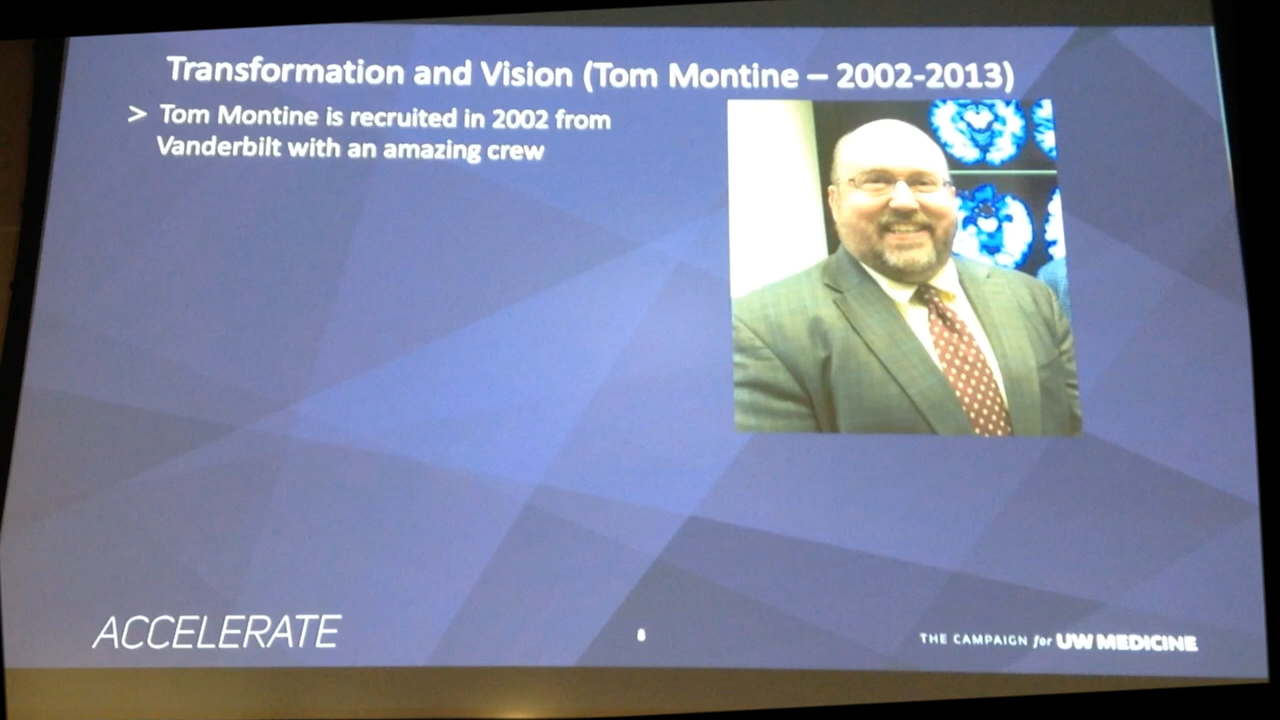 Transformation and Vision (Tom Montine – 2002-2013)
> Tom Montine is recruited in 2002 from
Vanderbilt with an amazing crew
ACCELERATE
8
THE CAMPAIGN for UW MEDICINE